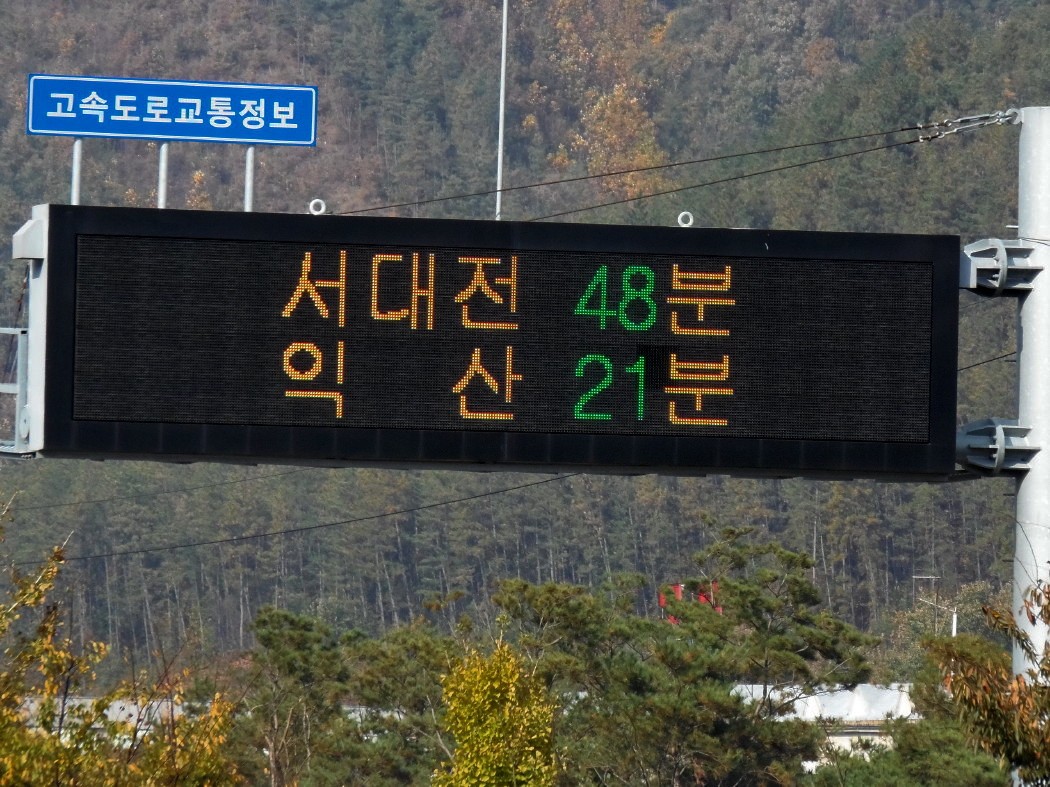 고속도로교통정보
서대전 48분
익 산 21분